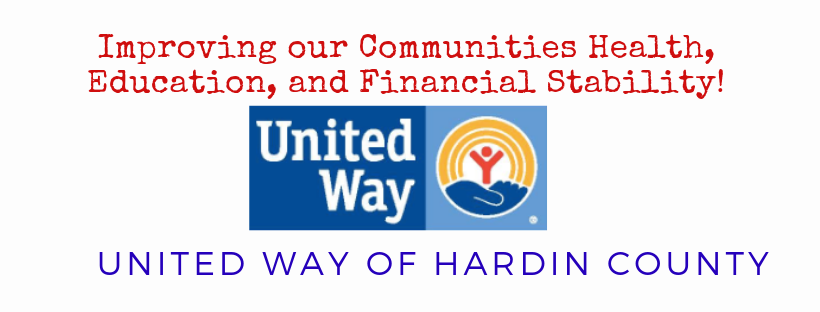 Improving our Communities Health,
Education, and Financial Stability!
United
Way
UNITED WAY OF HARDIN COUNTY